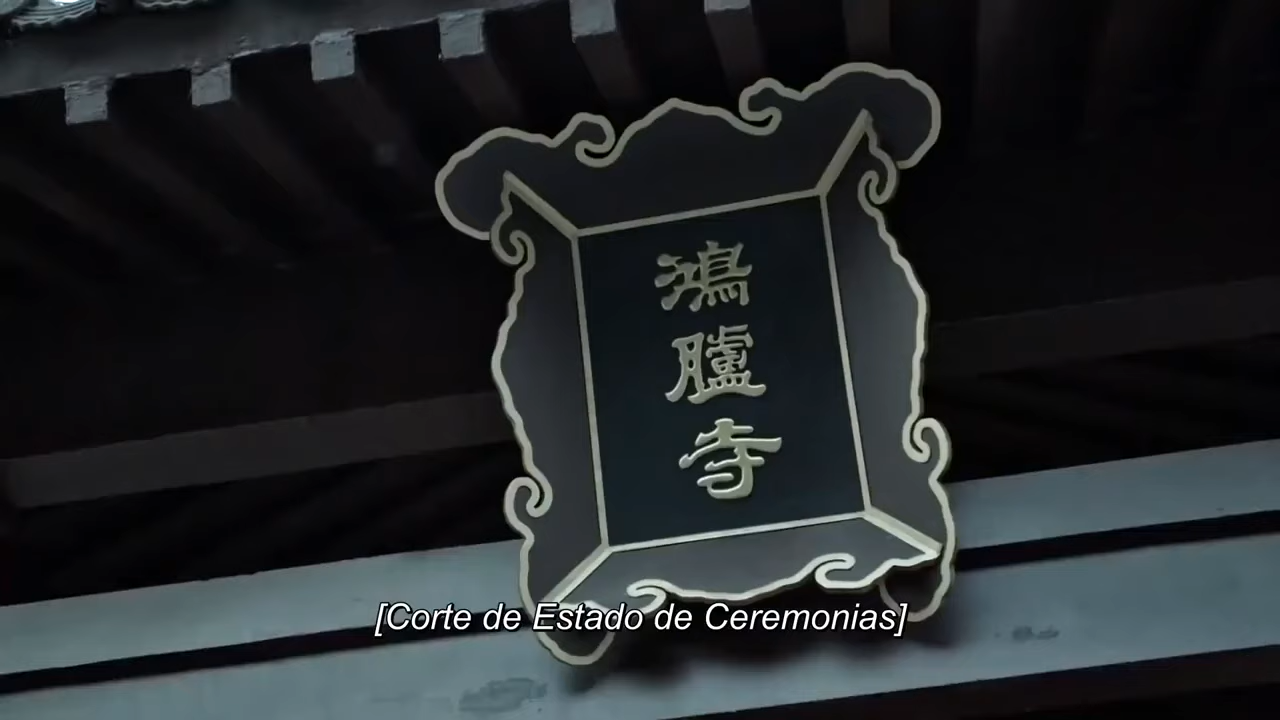 鴻
臚
寺
[Corte de Estado de Ceremonias]